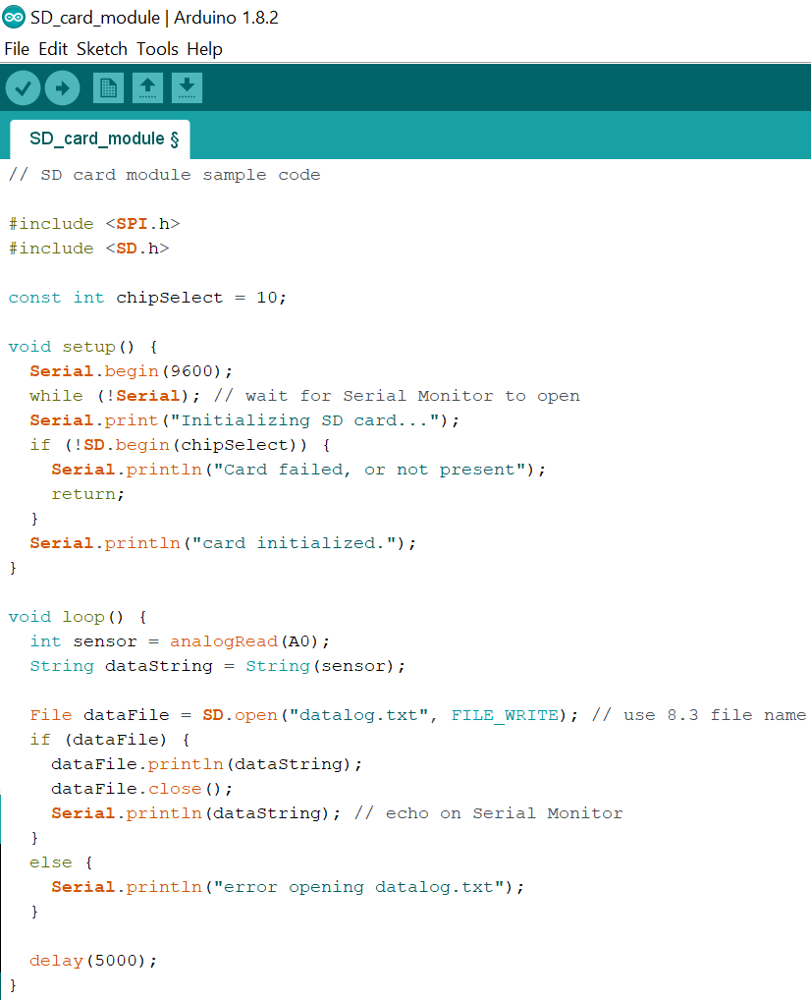 SD_card_module | Arduino 1.8.2
File Edit Sketch Tools Help
SD_card_module §
// SD card module sample code

#include <SPI.h>
#include <SD.h>

const int chipSelect = 10;

void setup() {
  Serial.begin(9600);
  while (!Serial); // wait for Serial Monitor to open
  Serial.print("Initializing SD card...");
  if (!SD.begin(chipSelect)) {
    Serial.println("Card failed, or not present");
    return;
  }
  Serial.println("card initialized.");
}

void loop() {
  int sensor = analogRead(A0);
  String dataString = String(sensor);

  File dataFile = SD.open("datalog.txt", FILE_WRITE); // use 8.3 file name
  if (dataFile) {
    dataFile.println(dataString);
    dataFile.close();
    Serial.println(dataString); // echo on Serial Monitor
  }
  else {
    Serial.println("error opening datalog.txt");
  }

  delay(5000);
}